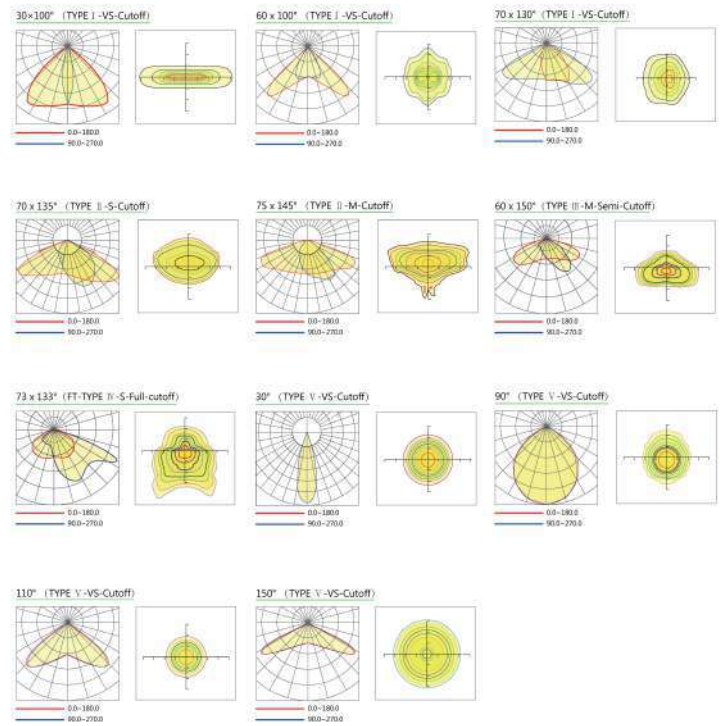 30×100° (TYPE Ⅰ-VS-Cutoff)
0.0~180.0
90.0~270.0
60 x 100° (TYPE Ⅰ-VS-Cutoff)
0.0~180.0
90.0~270.0
70 x 130° (TYPE Ⅰ-VS-Cutoff)
0.0~180.0
90.0~270.0
70 x 135° (TYPE Ⅱ-S-Cutoff)
0.0~180.0
90.0~270.0
75 x 145° (TYPE Ⅱ-M-Cutoff)
0.0~180.0
90.0~270.0
60 x 150° (TYPE Ⅲ-M-Semi-Cutoff)
0.0~180.0
90.0~270.0
73 x 133° (FT-TYPE Ⅳ-S-Full-cutoff)
0.0~180.0
90.0~270.0
30° (TYPE Ⅴ-VS-Cutoff)
0.0~180.0
90.0~270.0
90° (TYPE Ⅴ-VS-Cutoff)
0.0~180.0
90.0~270.0
110° (TYPE Ⅴ-VS-Cutoff)
0.0~180.0
90.0~270.0
150° (TYPE Ⅴ-VS-Cutoff)
0.0~180.0
90.0~270.0